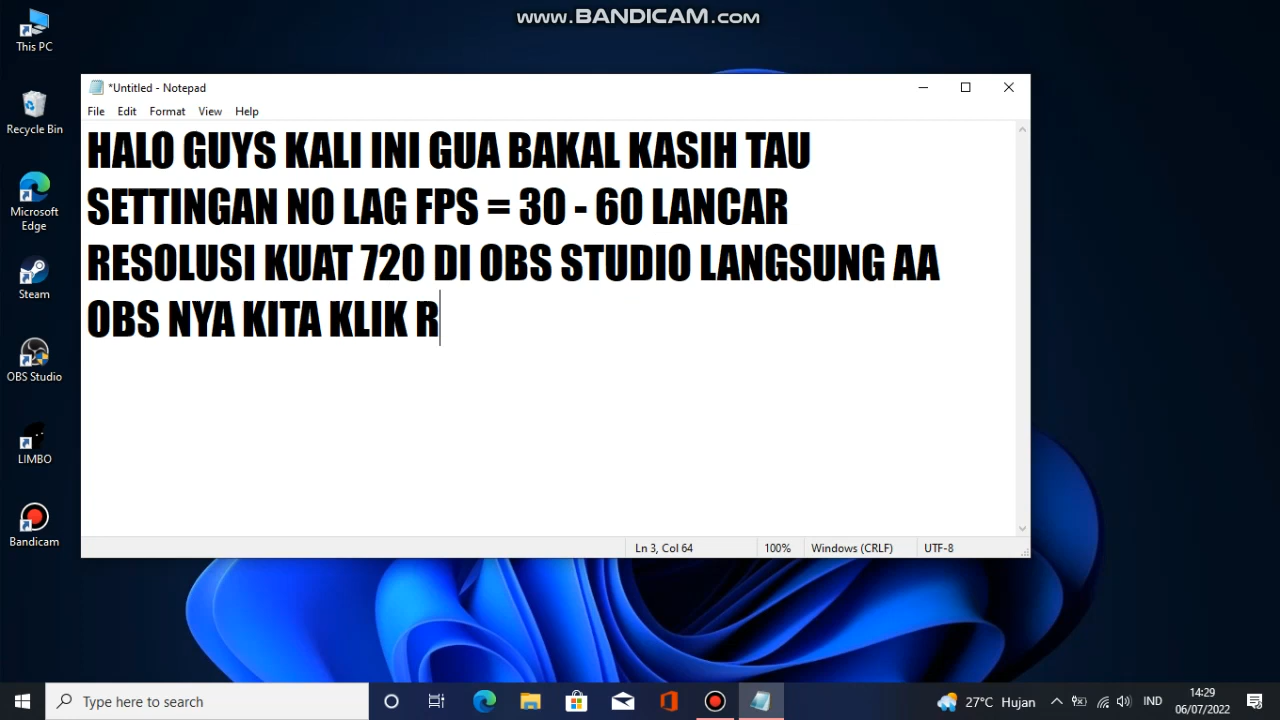 www.BANDICAM.com
This PC
Recycle Bin
Microsoft
Edge
Steam
OBS Studio
LIMBO
Bandicam
*Untitled - Notepad
File Edit Format View Help
HALO GUYS KALI INI GUA BAKAL KASIH TAU
SETTINGAN NO LAG FPS = 30 - 60 LANCAR
RESOLUSI KUAT 720 DI OBS STUDIO LANGSUNG AA
OBS NYA KITA KLIK R
Ln 3, Col 64 100% Windows (CRLF) UTF-8
Type here to search
27°C Hujan
IND
14:29
06/07/2022